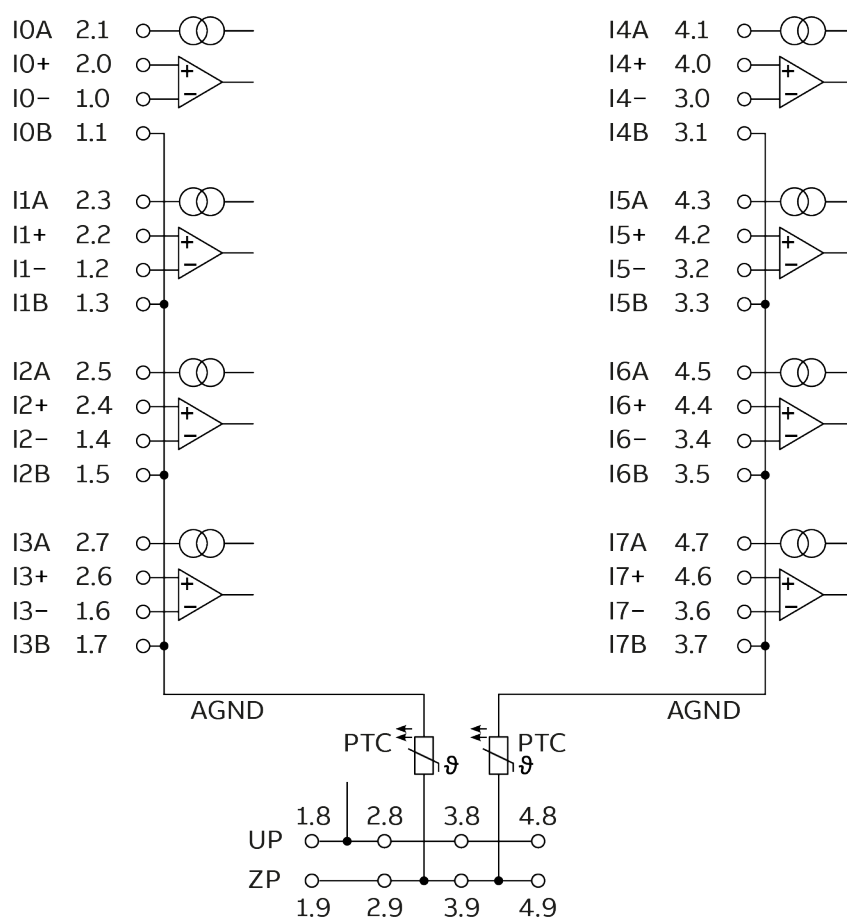 I0A 2.1
I0+ 2.0
I0− 1.0
I0B 1.1
I1A 2.3
I1+ 2.2
I1− 1.2
I1B 1.3
I2A 2.5
I2+ 2.4
I2− 1.4
I2B 1.5
I3A 2.7
I3+ 2.6
I3− 1.6
I3B 1.7
AGND
I4A 4.1
I4+ 4.0
I4− 3.0
I4B 3.1
I5A 4.3
I5+ 4.2
I5− 3.2
I5B 3.3
I6A 4.5
I6+ 4.4
I6− 3.4
I6B 3.5
I7A 4.7
I7+ 4.6
I7− 3.6
I7B 3.7
AGND
PTC ϑ
PTC ϑ
1.8 2.8 3.8 4.8
UP
ZP
1.9 2.9 3.9 4.9